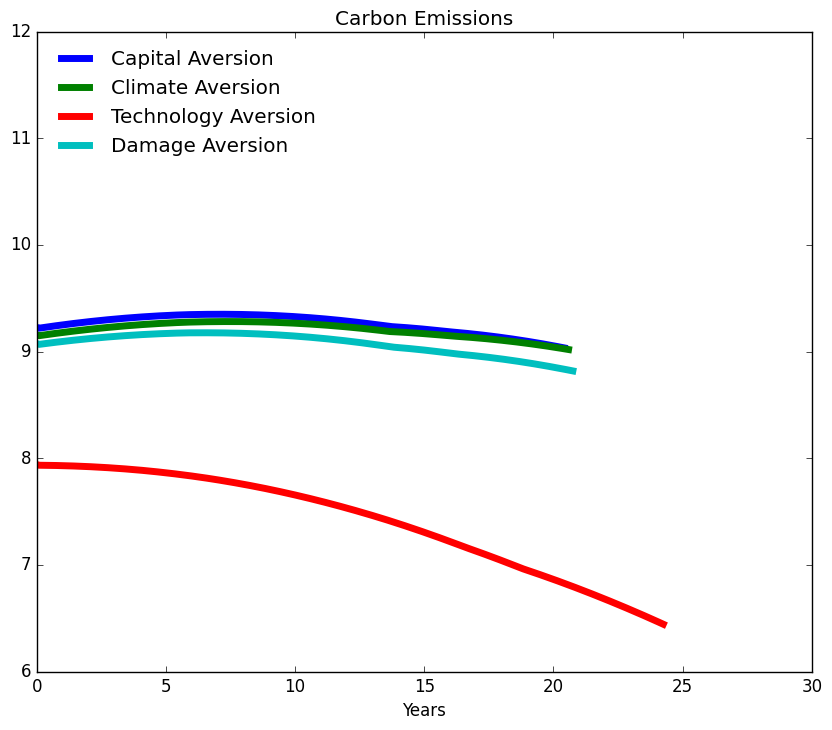 Carbon Emissions
12
11
10
9
8
7
6
Capital Aversion
Climate Aversion
Technology Aversion
Damage Aversion
0 5 10 15 20 25 30
Years